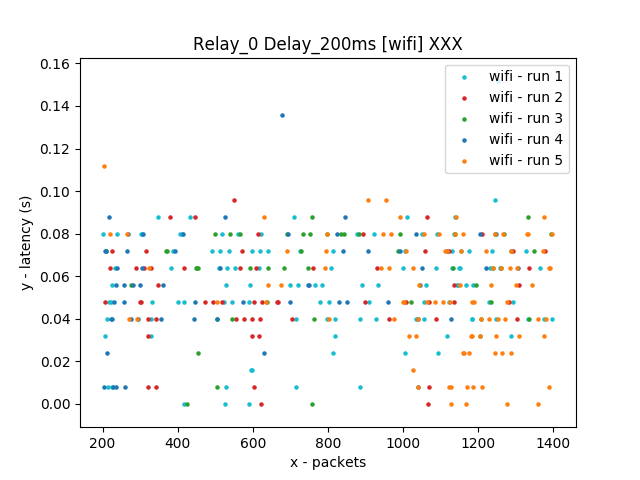 Relay_0 Delay_200ms [wifi] XXX
y - latency (s)
0.16
0.14
0.12
0.10
0.08
0.06
0.04
0.02
0.00
wifi - run 1
wifi - run 2
wifi - run 3
wifi - run 4
wifi - run 5
200 400 600 800 1000 1200 1400
x - packets